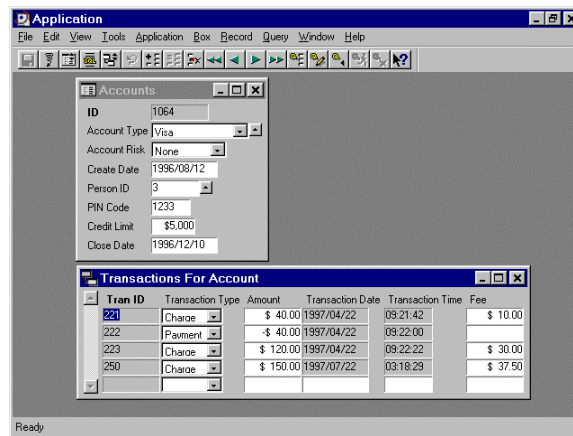 Application
File Edit View Tools Application Box Record Query Window Help
Accounts
ID 1064
Account Type Visa
Account Risk None
Create Date 1996/08/12
Person ID 3
PIN Code 1233
Credit Limit $5,000
Close Date 1996/12/10
Transactions For Account
Tran ID Transaction Type Amount Transaction Date Transaction Time Fee
221 Charge $ 40.00 1997/04/22 09:21:42 $ 10.00
222 Payment -$ 40.00 1997/04/22 09:22:00
223 Charge $ 120.00 1997/04/22 09:22:22 $ 30.00
250 Charge $ 150.00 1997/07/22 03:18:29 $ 37.50
Ready